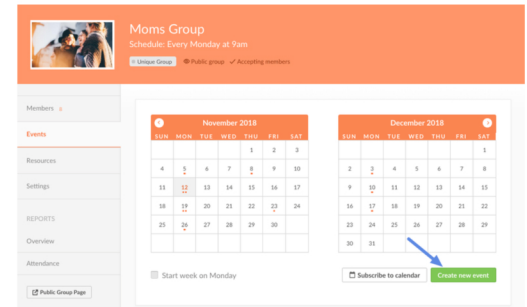 Moms Group
Schedule: Every Monday at 9am
Unique Group Public group Accepting members
Members
Events
Resources
Settings
REPORTS
Overview
Attendance
Public Group Page
November 2018
SUN MON TUE WED THU FRI SAT
1 2 3
4 5 6 7 8 9 10
11 12 13 14 15 16 17
18 19 20 21 22 23 24
25 26 27 28 29 30
December 2018
SUN MON TUE WED THU FRI SAT
1
2 3 4 5 6 7 8
9 10 11 12 13 14 15
16 17 18 19 20 21 22
23 24 25 26 27 28 29
30 31
Start week on Monday
Subscribe to calendar
Create new event